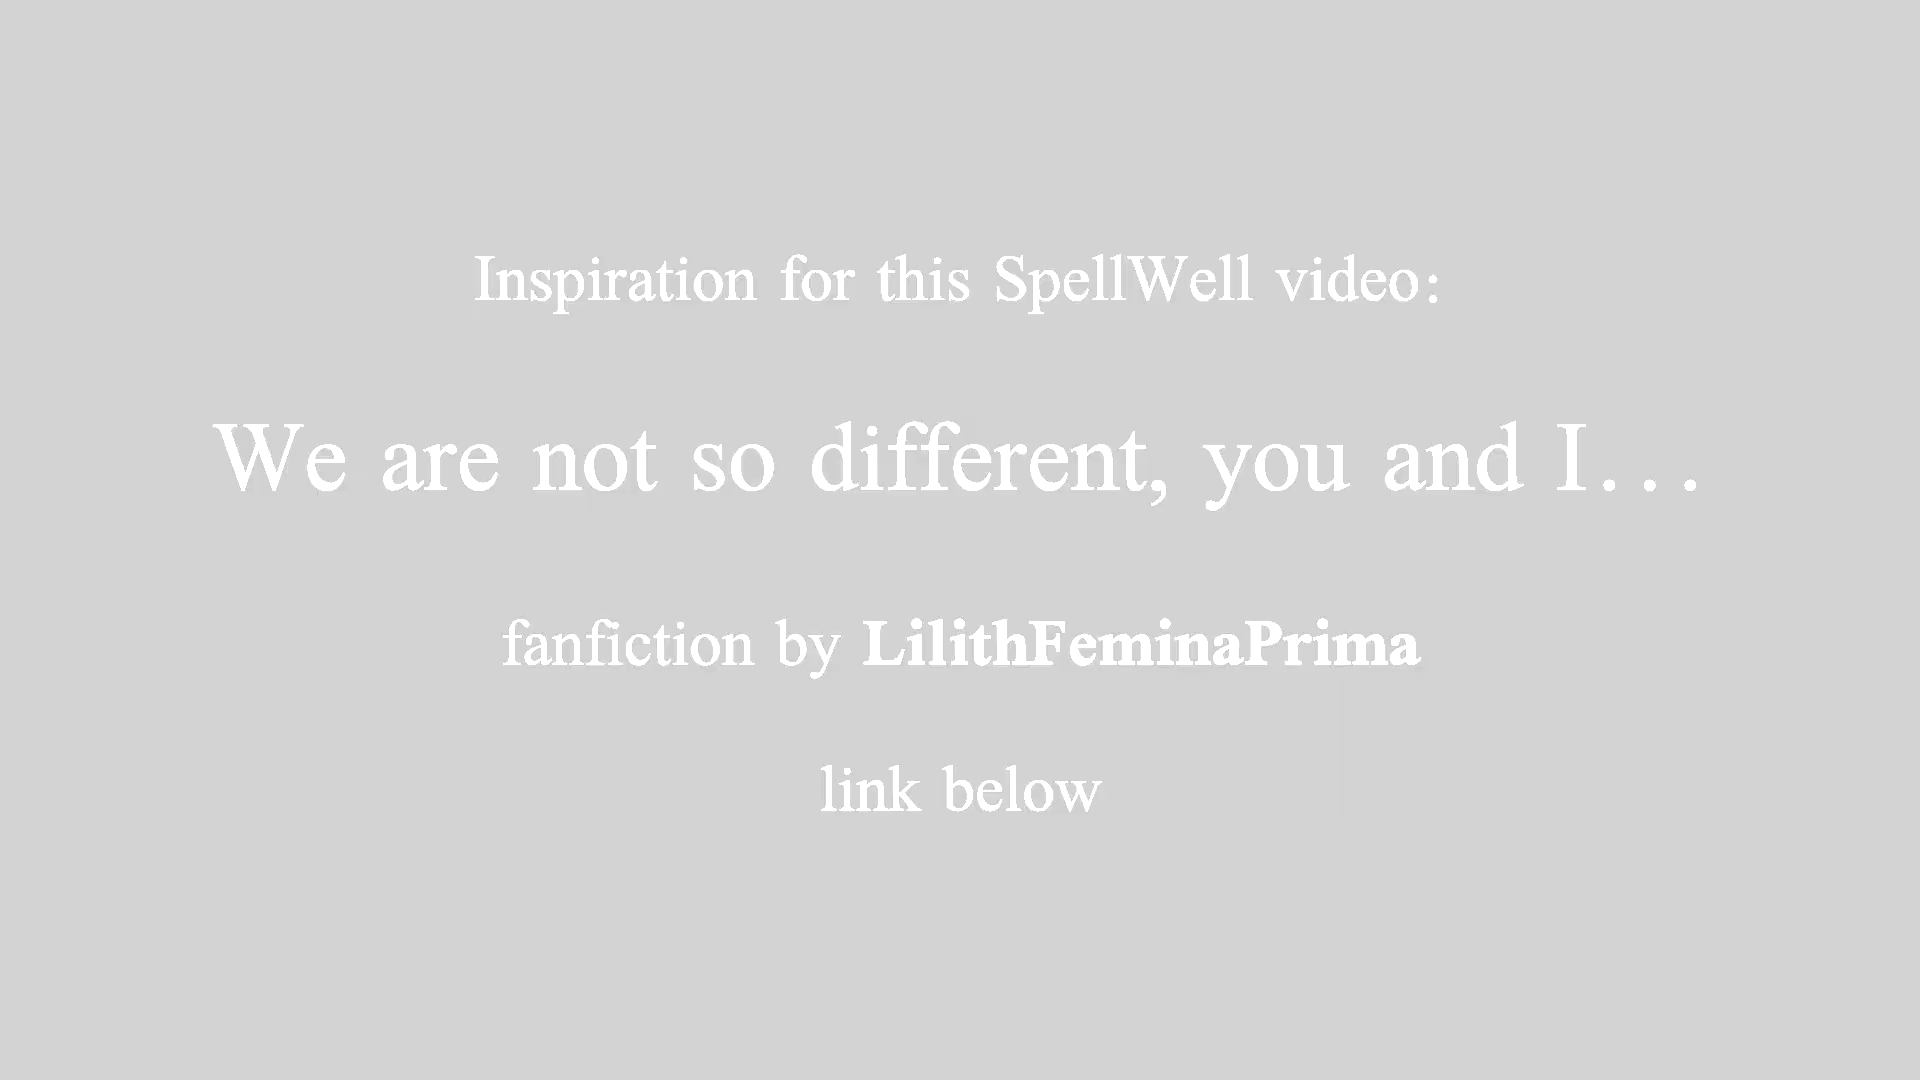 Inspiration for this SpellWell video:
We are not so different, you and I...
fanfiction by LilithFeminaPrima
link below